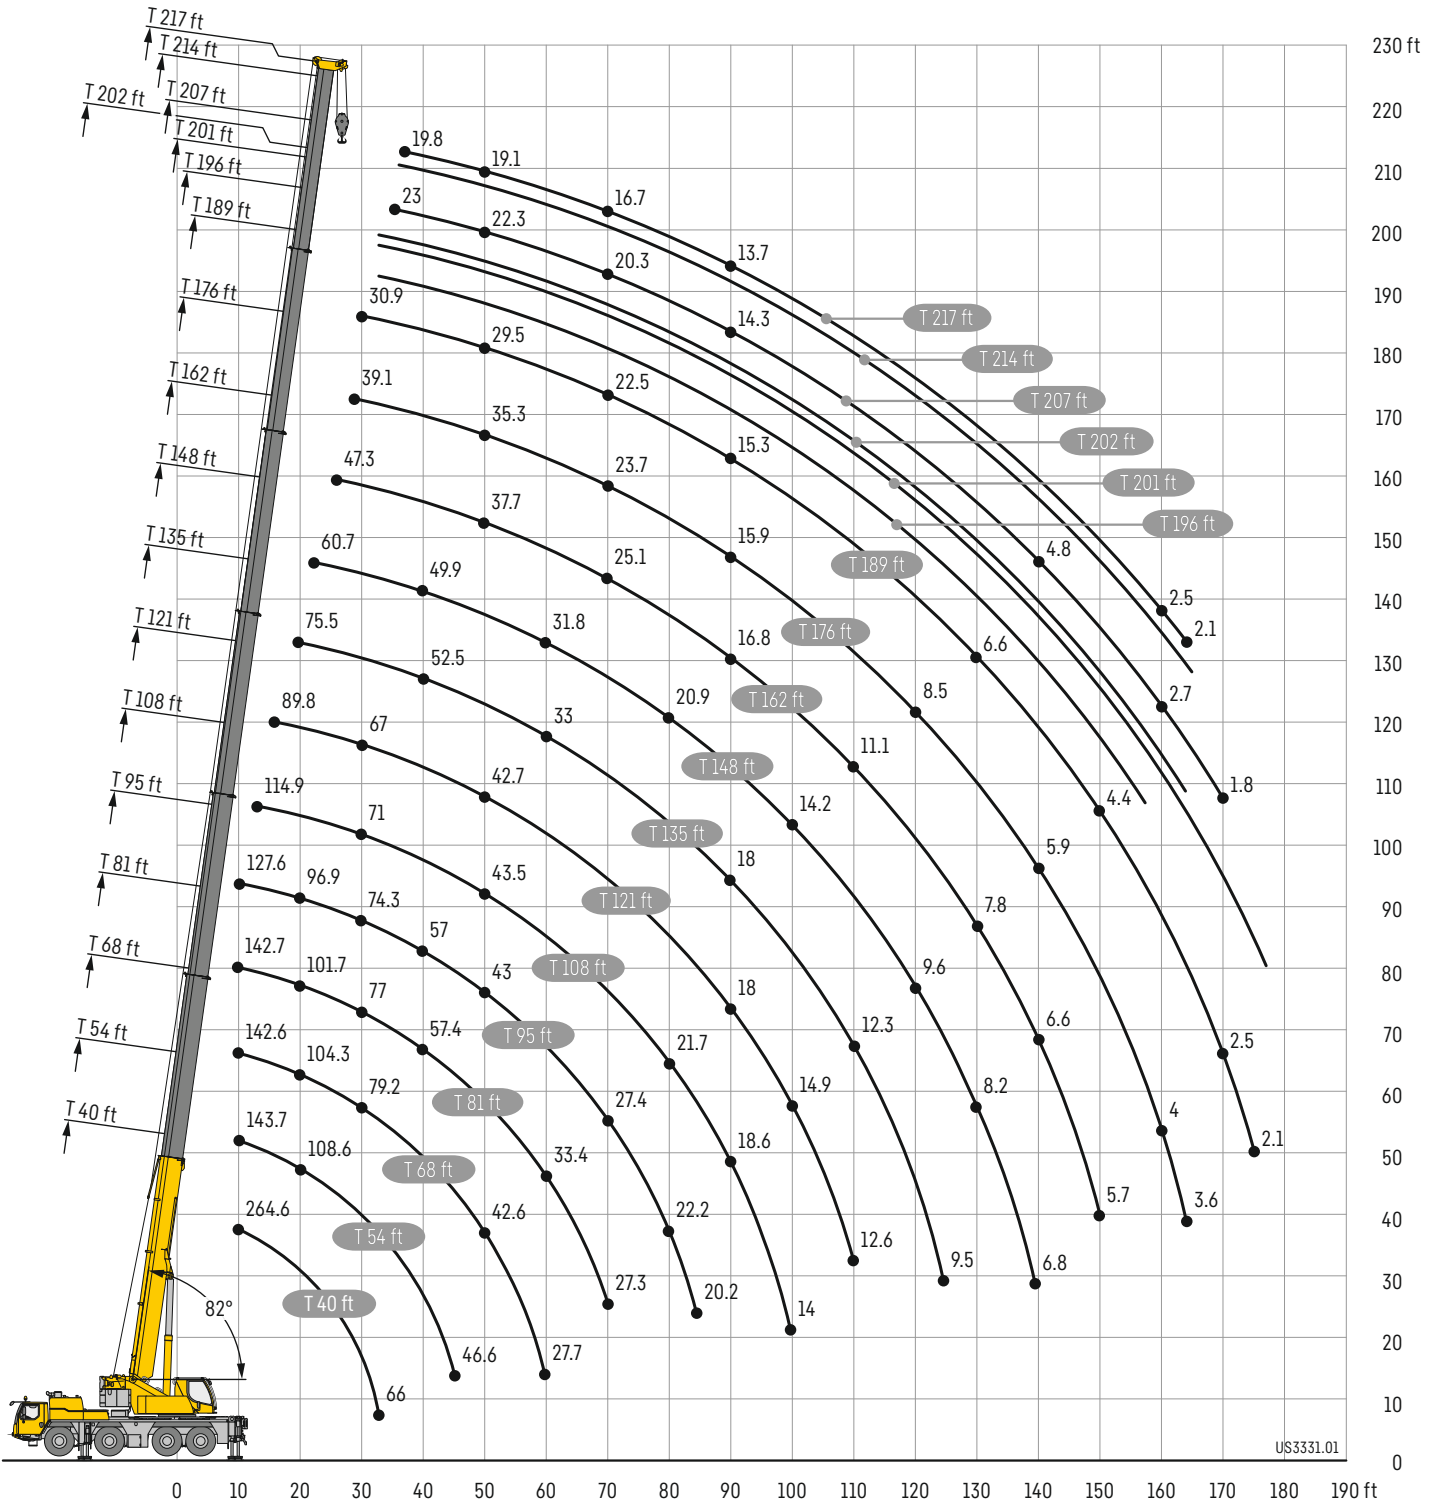 T 217 ft
230 ft
T 214 ft
T 207 ft
T 202 ft
220
T 201 ft
19.8
19.1
T 196 ft
210
16.7
T 189 ft
23
22.3
200
13.7
20.3
T 176 ft
30.9
190
14.3
T 217 ft
29.5
180
T 214 ft
T 162 ft
39.1
22.5
T 207 ft
35.3
170
15.3
T 202 ft
T 148 ft
47.3
23.7
160
T 201 ft
37.7
T 196 ft
15.9
T 135 ft
60.7
150
25.1
4.8
T 189 ft
49.9
140
2.5
T 121 ft
75.5
31.8
2.1
T 176 ft
16.8
6.6
52.5
130
T 108 ft
89.8
20.9
T 162 ft
8.5
2.7
67
33
120
11.1
T 148 ft
T 95 ft
114.9
42.7
110
1.8
71
14.2
4.4
T 135 ft
100
T 81 ft
127.6
96.9
43.5
18
5.9
T 121 ft
74.3
90
7.8
T 68 ft
142.7
57
T 108 ft
9.6
101.7
43
80
77
18
T 54 ft
142.6
57.4
T 95 ft
12.3
6.6
70
104.3
21.7
2.5
79.2
T 81 ft
14.9
8.2
60
T 40 ft
143.7
27.4
108.6
33.4
18.6
4
2.1
50
T 68 ft
264.6
42.6
22.2
5.7
3.6
40
T 54 ft
12.6
9.5
6.8
30
82°
T 40 ft
27.3
20.2
14
20
46.6
27.7
66
10
US3331.01
0
0 10 20 30 40 50 60 70 80 90 100 110 120 130 140 150 160 170 180 190 ft